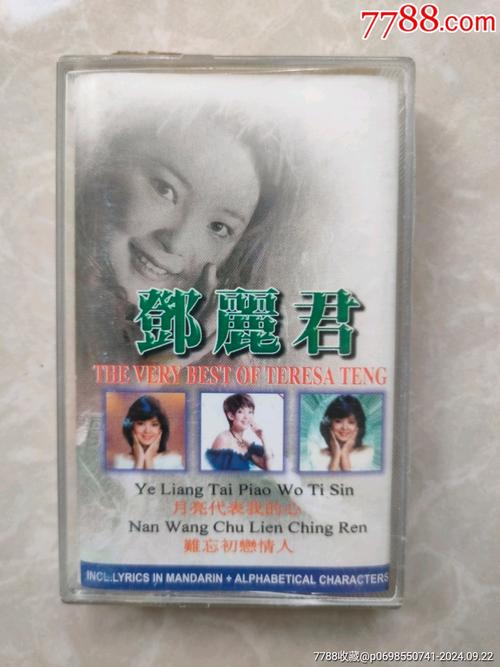 7788.com
鄧麗君
THE VERY BEST OF TERESA TENG
Ye Liang Tai Piao Wo Ti Sin
月亮代表我的心
Nan Wang Chu Lien Ching Ren
難忘初戀情人
INCL.LYRICS IN MANDARIN + ALPHABETICAL CHARACTERS
7788收藏@p0698550741-2024.09.22